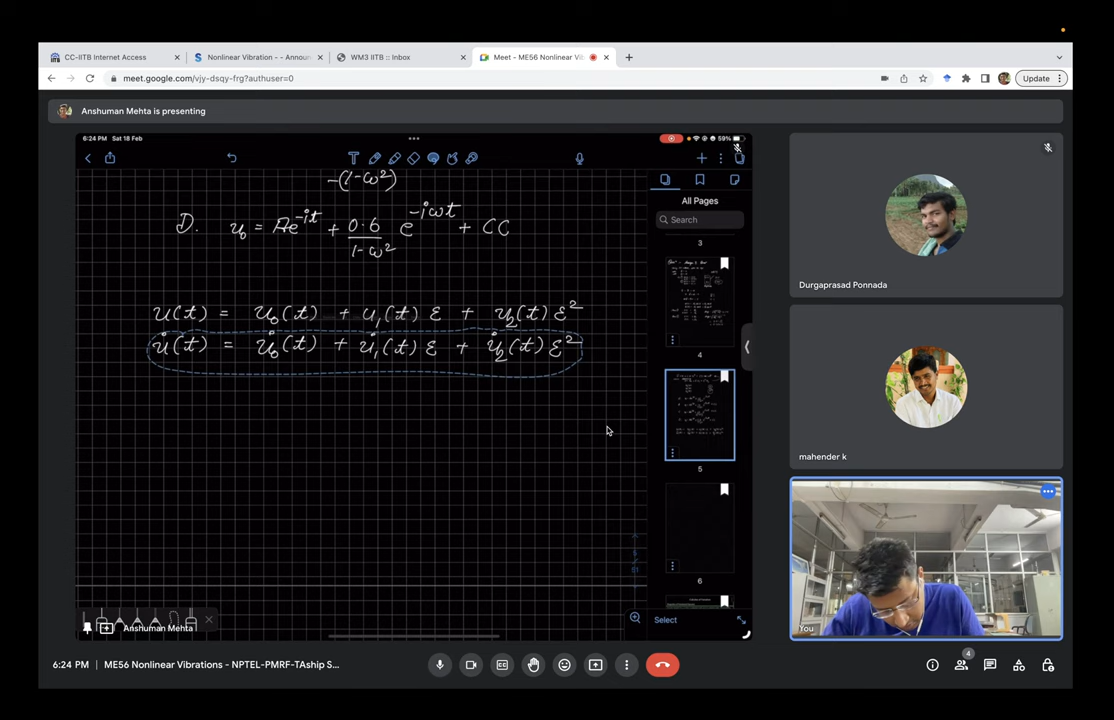 CC-IITB Internet Access
Nonlinear Vibration - - Announ
WM3 IITB :: Inbox
Meet - ME56 Nonlinear Vib
meet.google.com/vjy-dsqy-frg?authuser=0
Update
Anshuman Mehta is presenting
6:24 PM Sat 18 Feb
59%
-(1-ω²)
D. u₀ = Ae^{-it} + 0.6/(1-ω²) e^{-iωt} + CC
u(t) = u₀(t) + u₁(t) ε + u₂(t) ε²
u̇(t) = u̇₀(t) + u̇₁(t) ε + u̇₂(t) ε²
All Pages
Search
3
4
5
6
Select
Anshuman Mehta
Durgaprasad Ponnada
mahender k
You
6:24 PM | ME56 Nonlinear Vibrations - NPTEL-PMRF-TAship S...
4